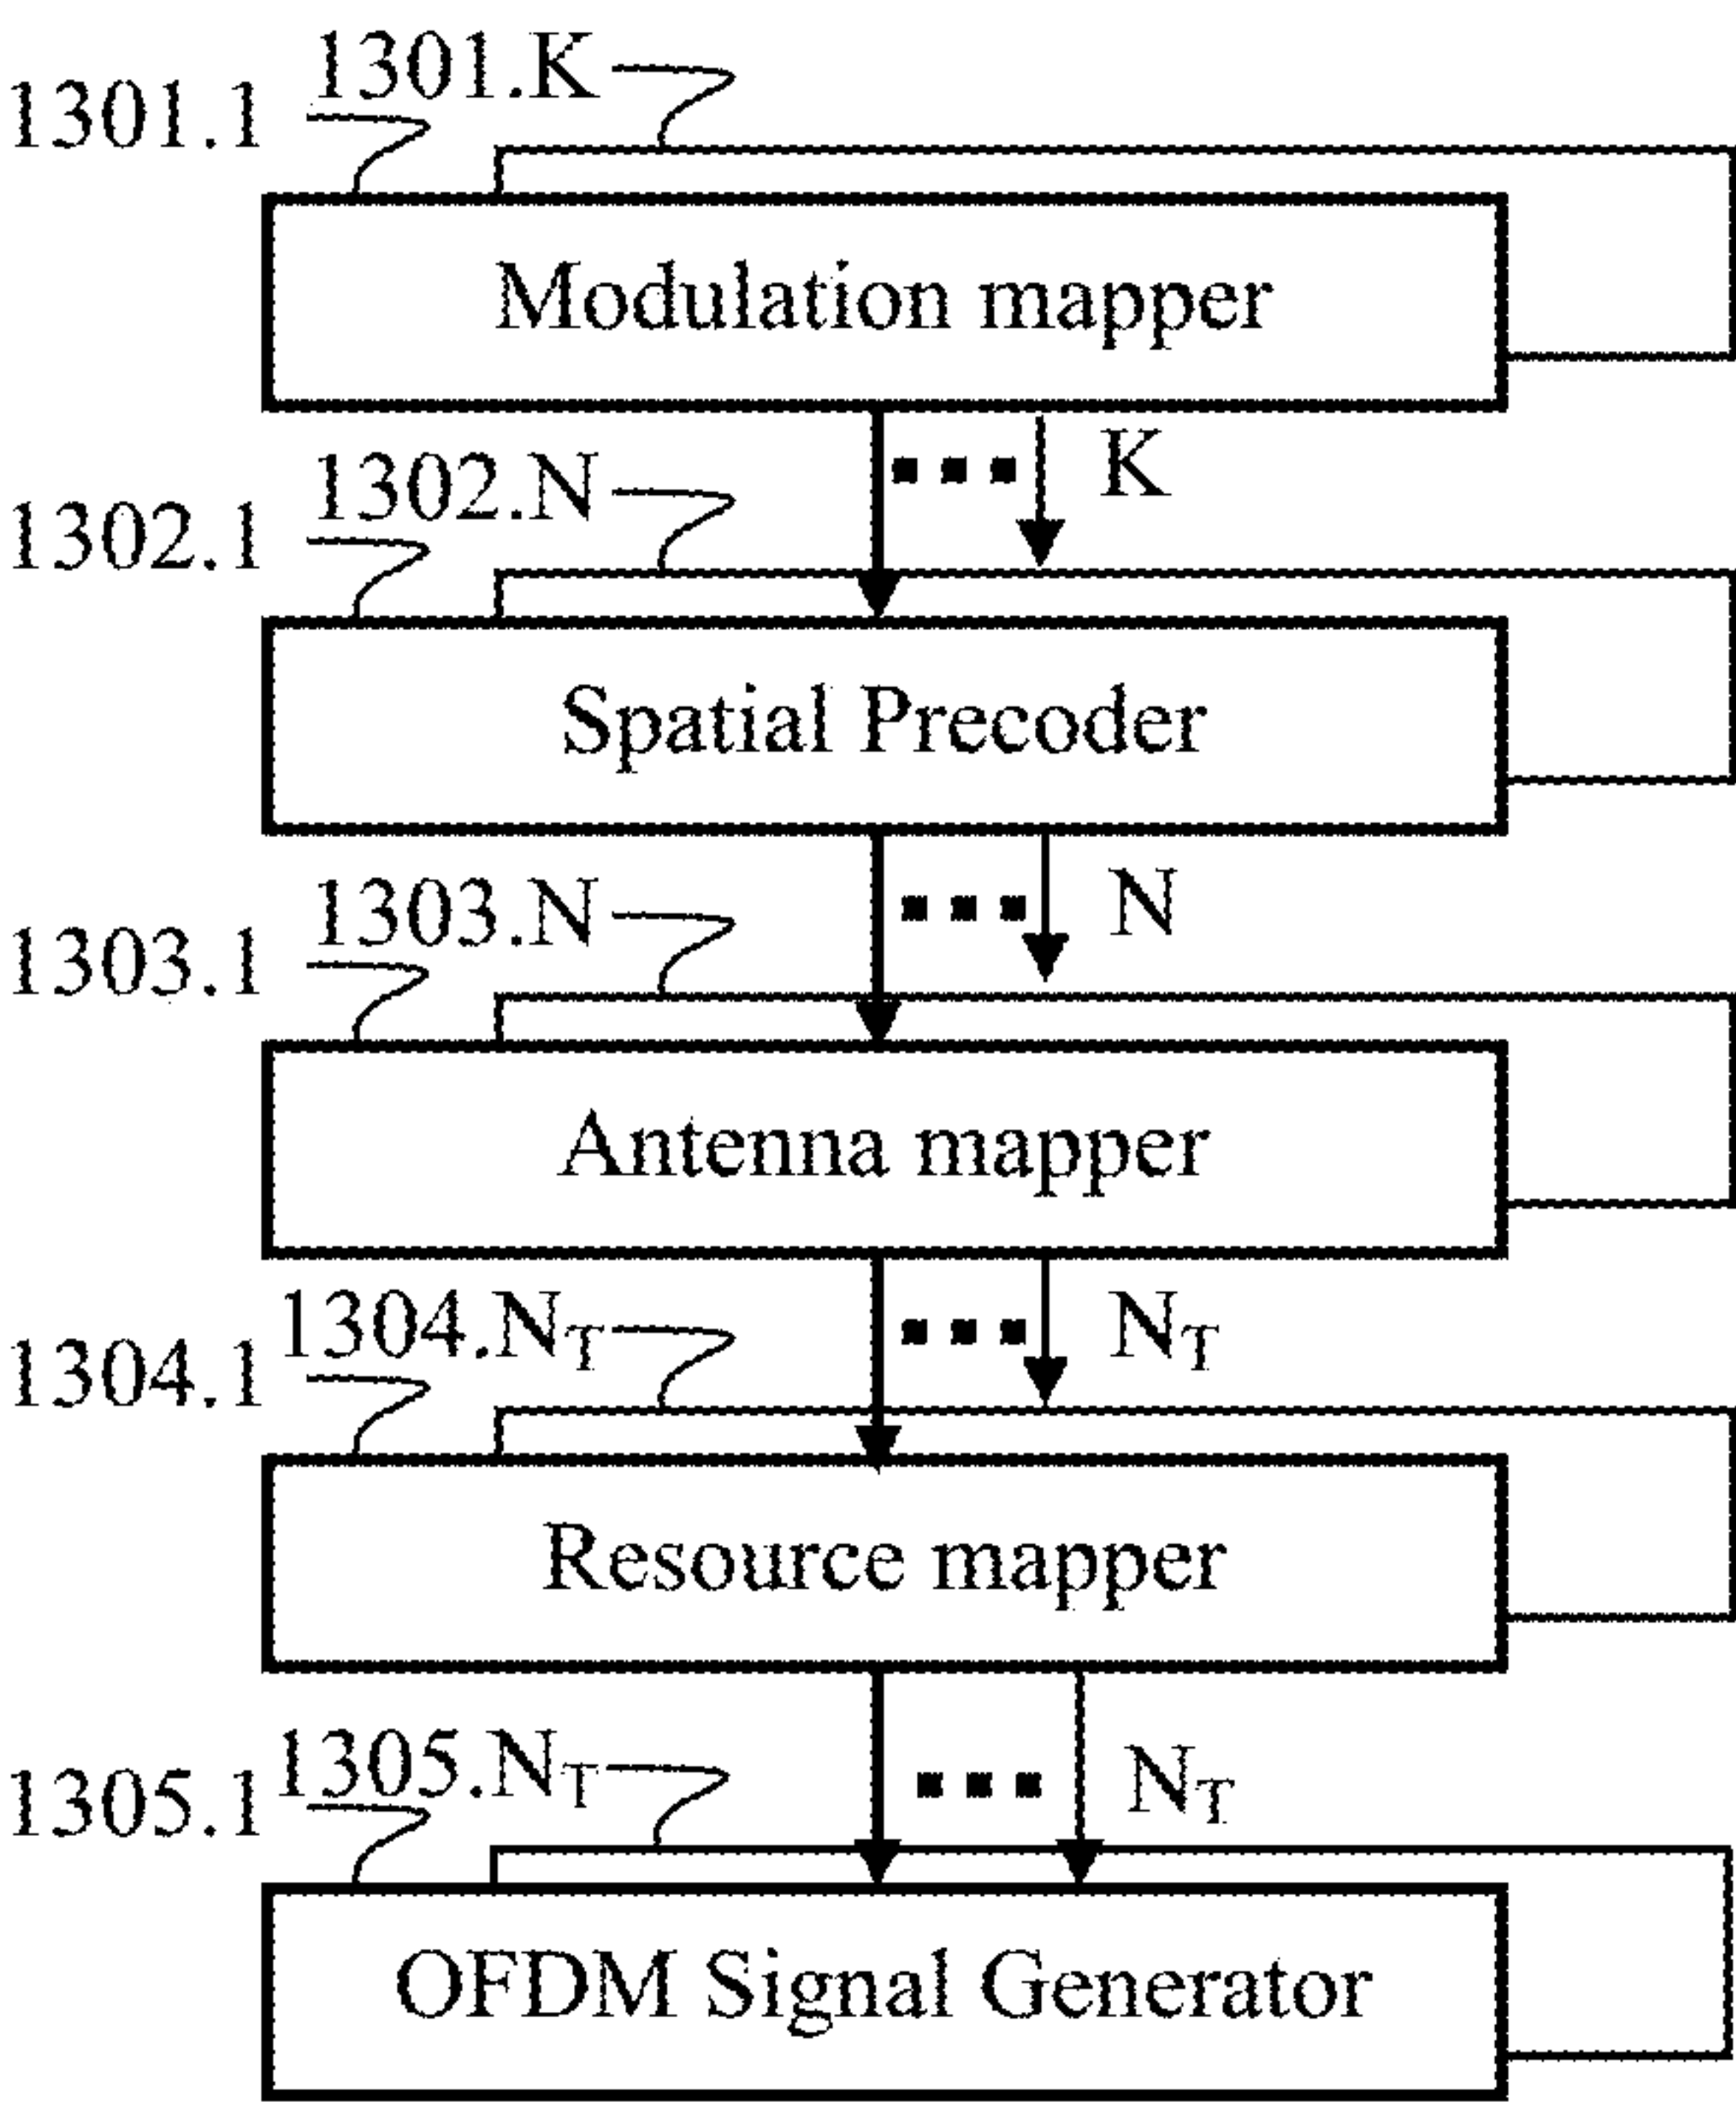 1301.K
1301.1
Modulation mapper
K
1302.N
1302.1
Spatial Precoder
N
1303.N
1303.1
Antenna mapper
1304.N_T
N_T
1304.1
Resource mapper
1305.N_T
N_T
1305.1
OFDM Signal Generator